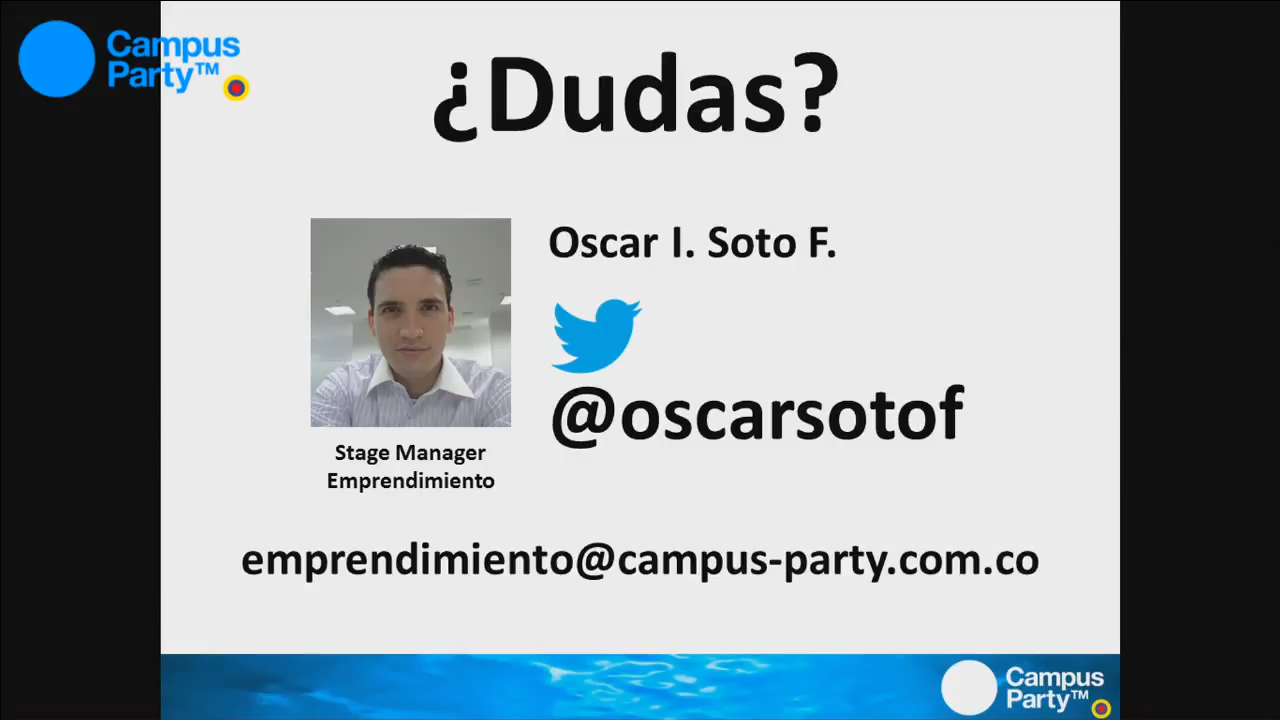 Campus
Party™
¿Dudas?
Oscar I. Soto F.
@oscarsotof
Stage Manager
Emprendimiento
emprendimiento@campus-party.com.co
Campus
Party™